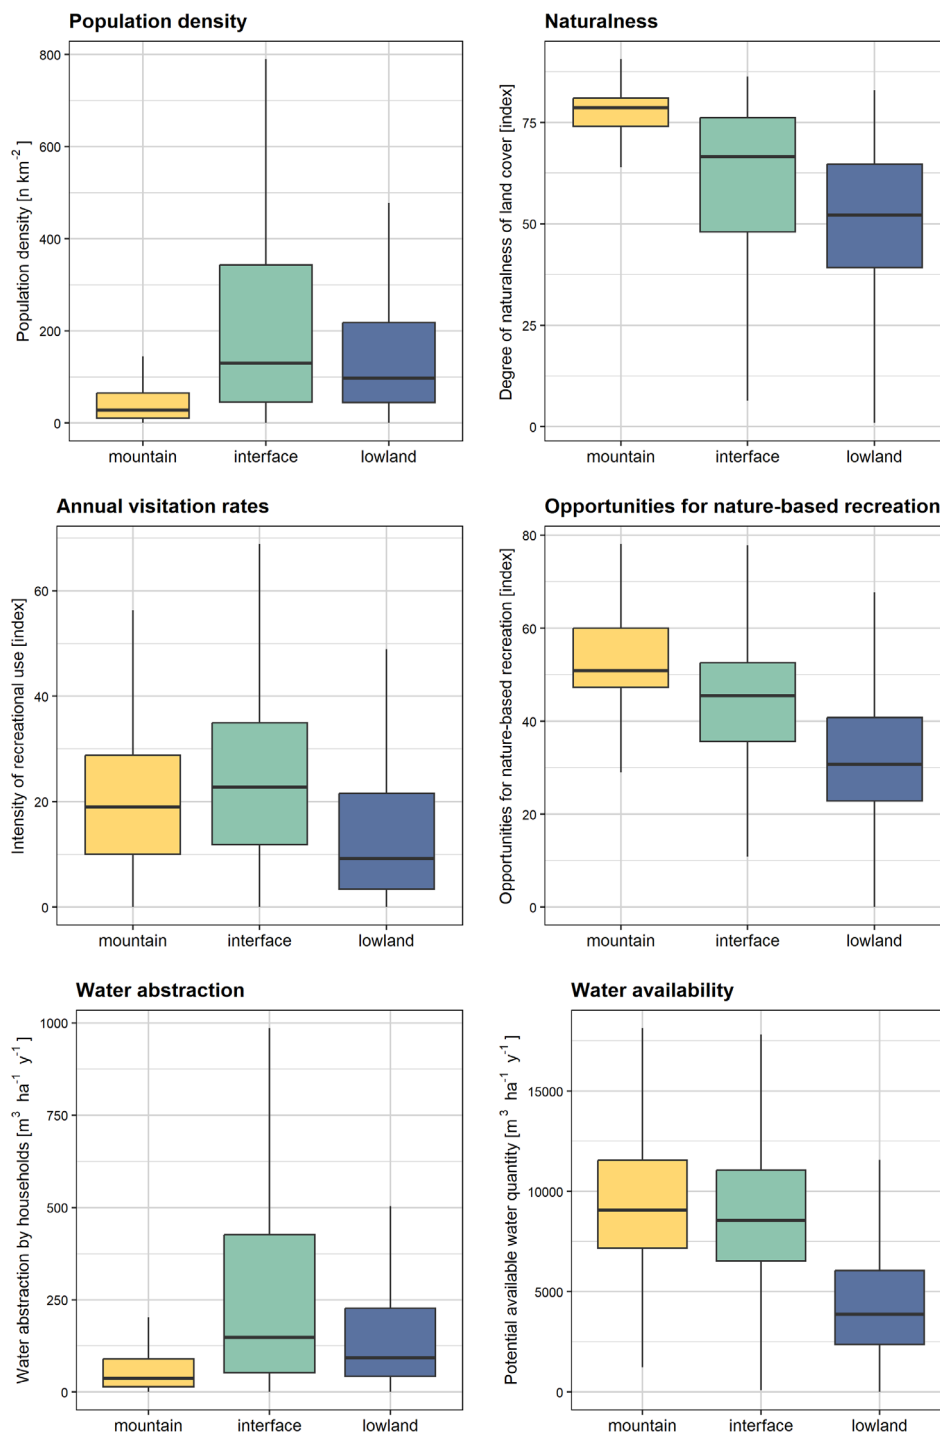 Population density
Population density [n km⁻²]
800
600
400
200
0
mountain interface lowland
Naturalness
Degree of naturalness of land cover [index]
75
50
25
0
mountain interface lowland
Annual visitation rates
Intensity of recreational use [index]
60
40
20
0
mountain interface lowland
Opportunities for nature-based recreation
Opportunities for nature-based recreation [index]
80
60
40
20
0
mountain interface lowland
Water abstraction
Water abstraction by households [m³ ha⁻¹ y⁻¹]
1000
750
500
250
0
mountain interface lowland
Water availability
Potential available water quantity [m³ ha⁻¹ y⁻¹]
15000
10000
5000
0
mountain interface lowland